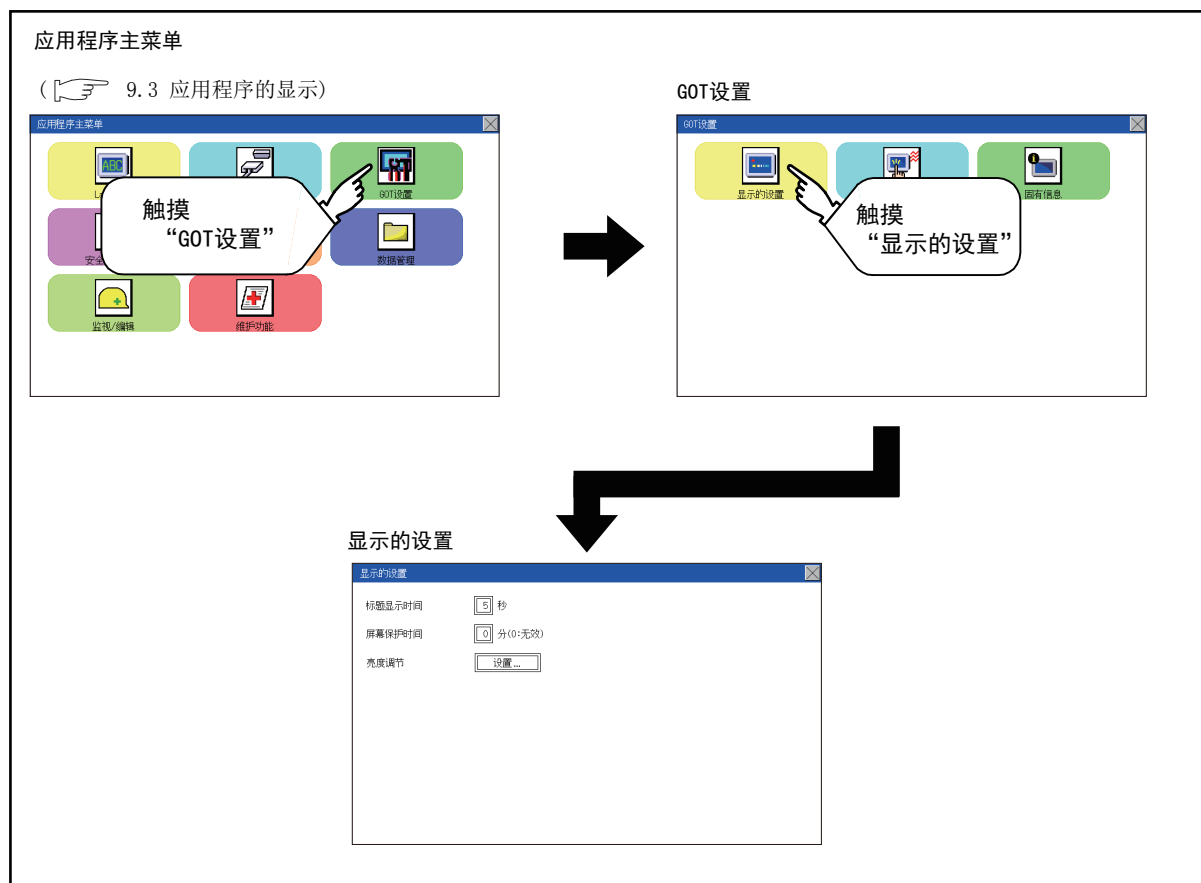 应用程序主菜单
( 9.3 应用程序的显示)
应用程序主菜单
ABC
GOT设置
触摸
“GOT设置”
数据管理
监视/编辑
维护功能
GOT设置
GOT设置
显示的设置
固有信息
触摸
“显示的设置”
显示的设置
显示的设置
标题显示时间 5 秒
屏幕保护时间 0 分(0:无效)
亮度调节 设置...